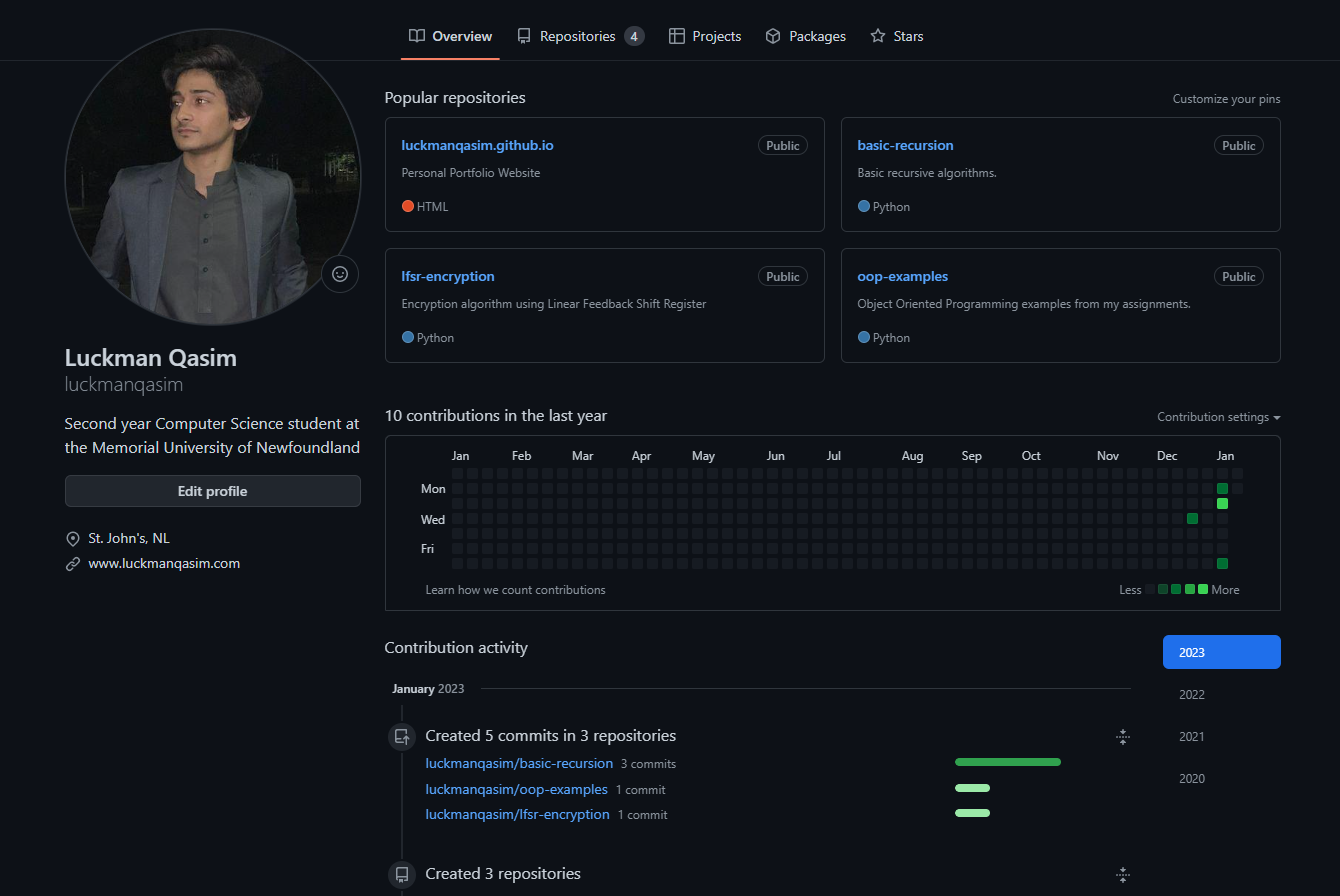 Overview Repositories 4 Projects Packages Stars
Luckman Qasim
luckmanqasim
Second year Computer Science student at
the Memorial University of Newfoundland
Edit profile
St. John's, NL
www.luckmanqasim.com
Popular repositories
Customize your pins
luckmanqasim.github.io Public
Personal Portfolio Website
HTML
basic-recursion Public
Basic recursive algorithms.
Python
lfsr-encryption Public
Encryption algorithm using Linear Feedback Shift Register
Python
oop-examples Public
Object Oriented Programming examples from my assignments.
Python
10 contributions in the last year
Contribution settings
Jan Feb Mar Apr May Jun Jul Aug Sep Oct Nov Dec Jan
Mon
Wed
Fri
Learn how we count contributions
Less More
Contribution activity
2023
2022
2021
2020
January 2023
Created 5 commits in 3 repositories
luckmanqasim/basic-recursion 3 commits
luckmanqasim/oop-examples 1 commit
luckmanqasim/lfsr-encryption 1 commit
Created 3 repositories